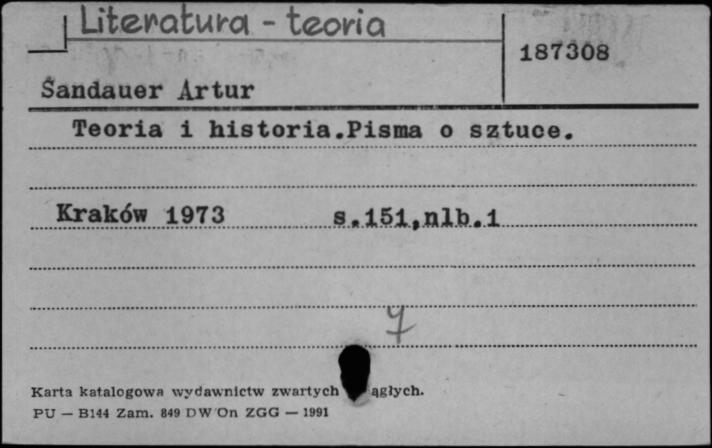 Literatura - teoria
187308
Sandauer Artur
Teoria i historia.Pisma o sztuce.
Kraków 1973 s.151,nlb.1
7
Karta katalogowa wydawnictw zwartych ągłych.
PU — B144 Zam. 849 DW On ZGG — 1991